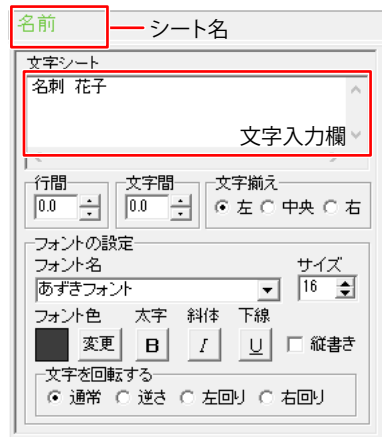 名前 シート名
文字シート
名刺 花子
文字入力欄
行間 文字間 文字揃え
0.0 0.0 左 中央 右
フォントの設定
フォント名 サイズ
あずきフォント 16
フォント色 太字 斜体 下線
変更 B I U 縦書き
文字を回転する
通常 逆さ 左回り 右回り